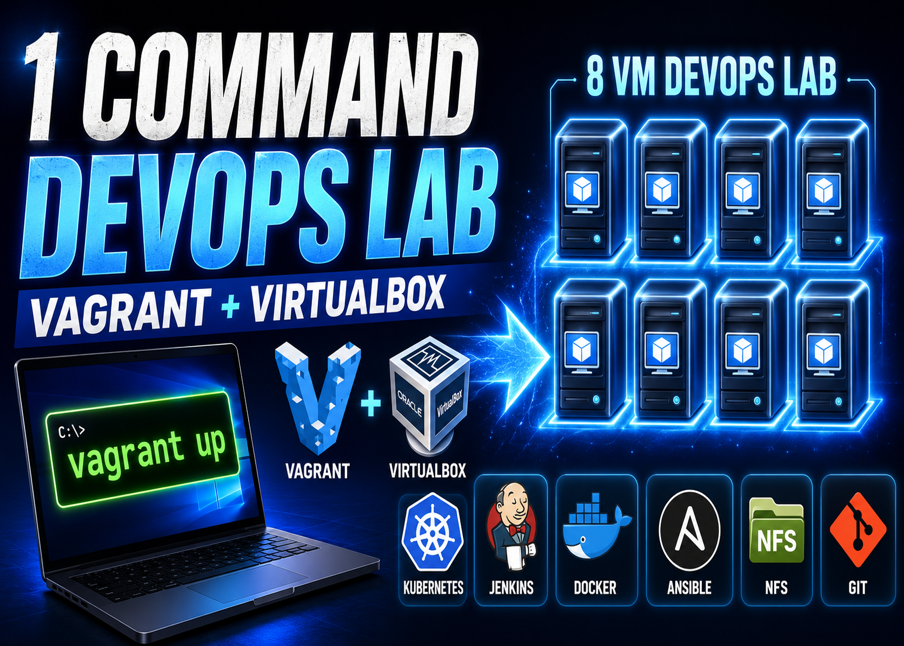 1 COMMAND
DEVOPS LAB
VAGRANT + VIRTUALBOX
8 VM DEVOPS LAB
C:\>
vagrant up
VAGRANT
+
ORACLE
VirtualBox
VIRTUALBOX
KUBERNETES
JENKINS
DOCKER
ANSIBLE
NFS
NFS
GIT